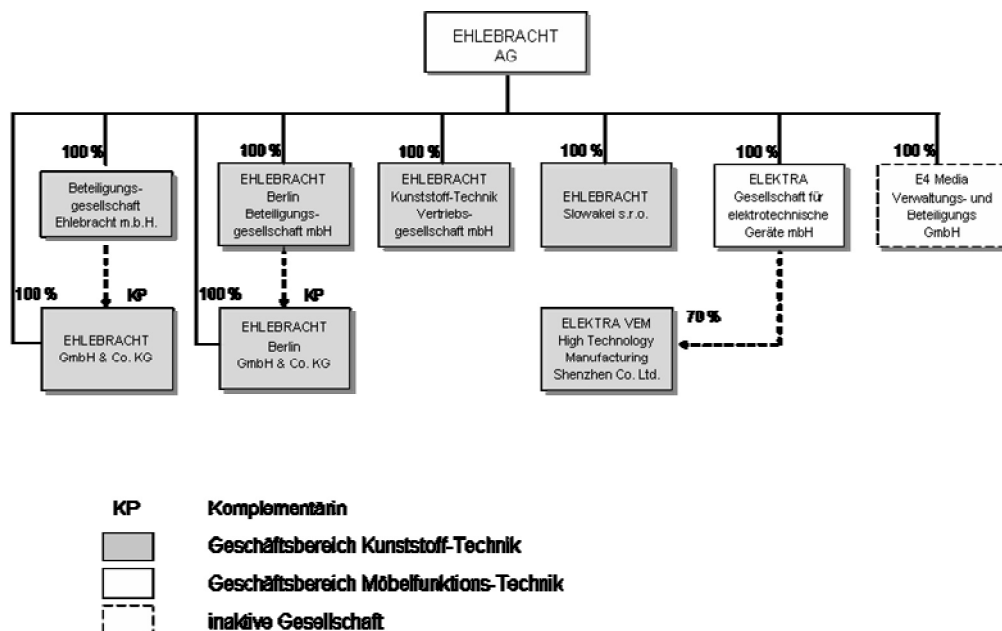 EHLEBRACHT
AG
100 %
100 %
100 %
100 %
100 %
100 %
Beteiligungs-
gesellschaft
Ehlebracht m.b.H.
EHLEBRACHT
Berlin
Beteiligungs-
gesellschaft mbH
EHLEBRACHT
Kunststoff-Technik
Vertriebs-
gesellschaft mbH
EHLEBRACHT
Slowakei s.r.o.
ELEKTRA
Gesellschaft für
elektrotechnische
Geräte mbH
E4 Media
Verwaltungs- und
Beteiligungs
GmbH
100 %
KP
100 %
KP
70 %
EHLEBRACHT
GmbH & Co. KG
EHLEBRACHT
Berlin
GmbH & Co. KG
ELEKTRA VEM
High Technology
Manufacturing
Shenzhen Co. Ltd.
KP Komplementärin
Geschäftsbereich Kunststoff-Technik
Geschäftsbereich Möbelfunktions-Technik
inaktive Gesellschaft